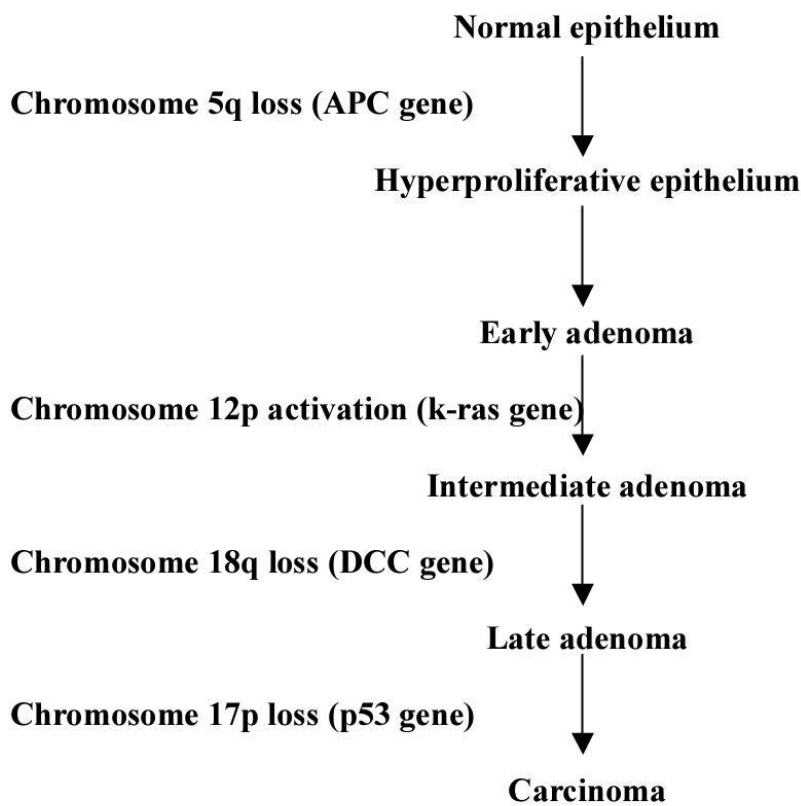 Normal epithelium
Chromosome 5q loss (APC gene)
Hyperproliferative epithelium
Early adenoma
Chromosome 12p activation (k-ras gene)
Intermediate adenoma
Chromosome 18q loss (DCC gene)
Late adenoma
Chromosome 17p loss (p53 gene)
Carcinoma